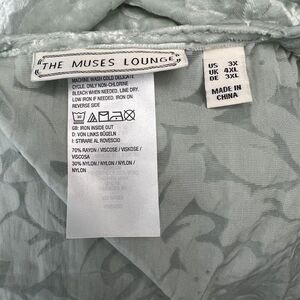 "THE MUSES LOUNGE"
US 3X
UK 4XL
DE 3XL
MADE IN
CHINA
MACHINE WASH COLD DELICATE
CYCLE. ONLY NON-CHLORINE
BLEACH WHEN NEEDED. LINE DRY.
LOW IRON IF NEEDED. IRON ON
REVERSE SIDE
GB: IRON INSIDE OUT
D: VON LINKS BÜGELN
I: STIRARE AL ROVESCIO
70% RAYON / VISCOSE / VISKOSE /
VISCOSA
30% NYLON / NYLON / NYLON /
NYLON